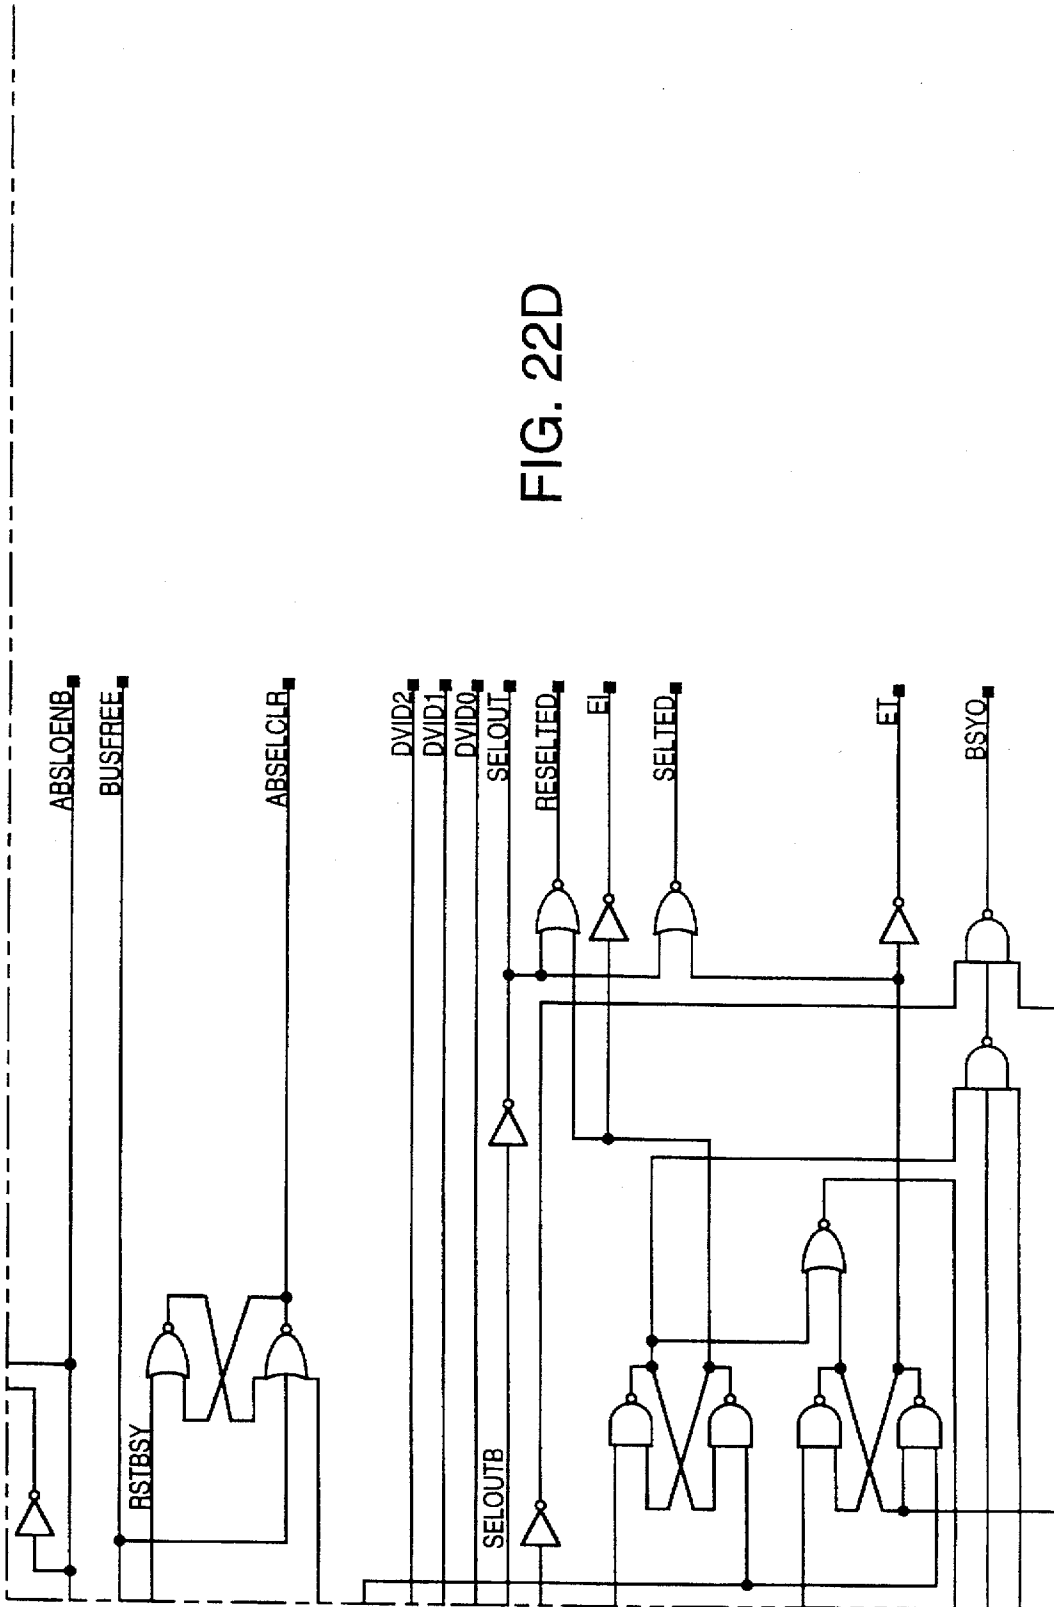 ABSLOENB
BUSFREE
RSTBSY
ABSELCLR
DVID2
DVID1
DVID0
SELOUT
SELOUTB
RESELTED
EI
SELTED
ET
BSYO
FIG. 22D